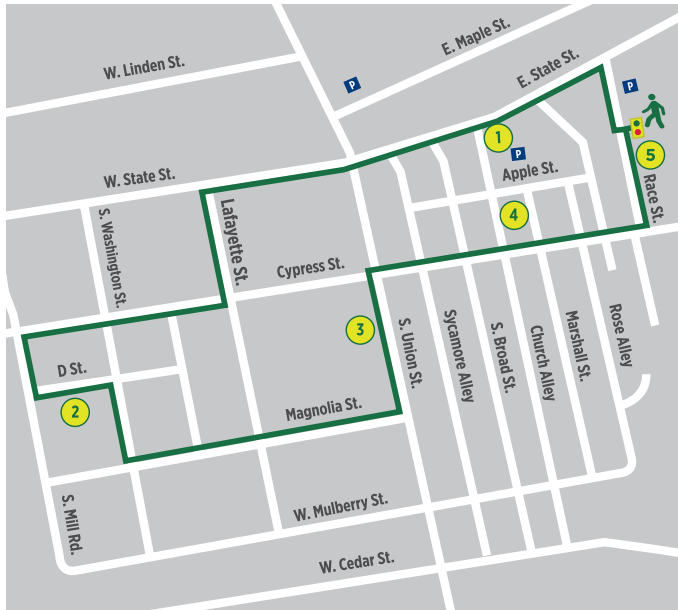 E. Maple St.
W. Linden St.
E. State St.
P
P
1
P
5
W. State St.
Apple St.
Race St.
S. Washington St.
Lafayette St.
4
Cypress St.
3
S. Union St.
Sycamore Alley
S. Broad St.
Church Alley
Marshall St.
Rose Alley
D St.
2
Magnolia St.
S. Mill Rd.
W. Mulberry St.
W. Cedar St.